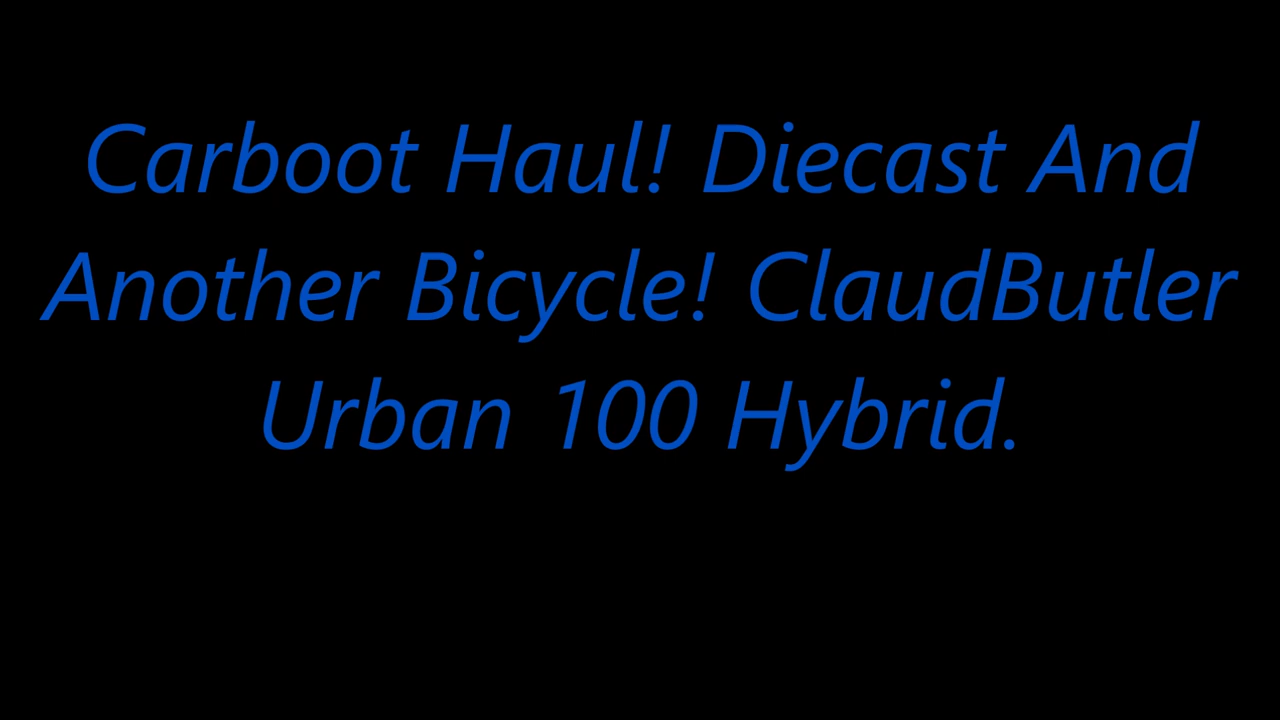 Carboot Haul! Diecast And
Another Bicycle! ClaudButler
Urban 100 Hybrid.